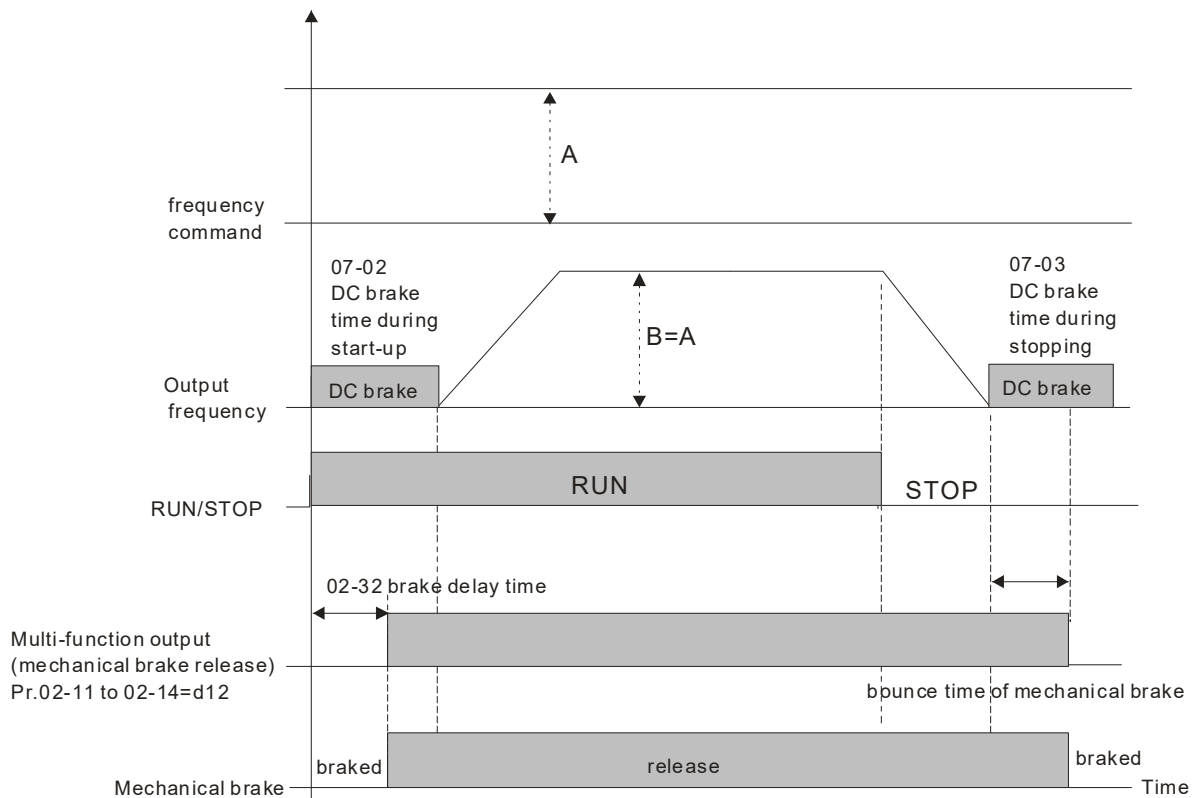 A
frequency
command
07-02
DC brake
time during
start-up
07-03
DC brake
time during
stopping
B=A
Output
frequency
DC brake
DC brake
RUN
STOP
RUN/STOP
02-32 brake delay time
Multi-function output
(mechanical brake release)
Pr.02-11 to 02-14=d12
bounce time of mechanical brake
braked
release
braked
Mechanical brake
Time